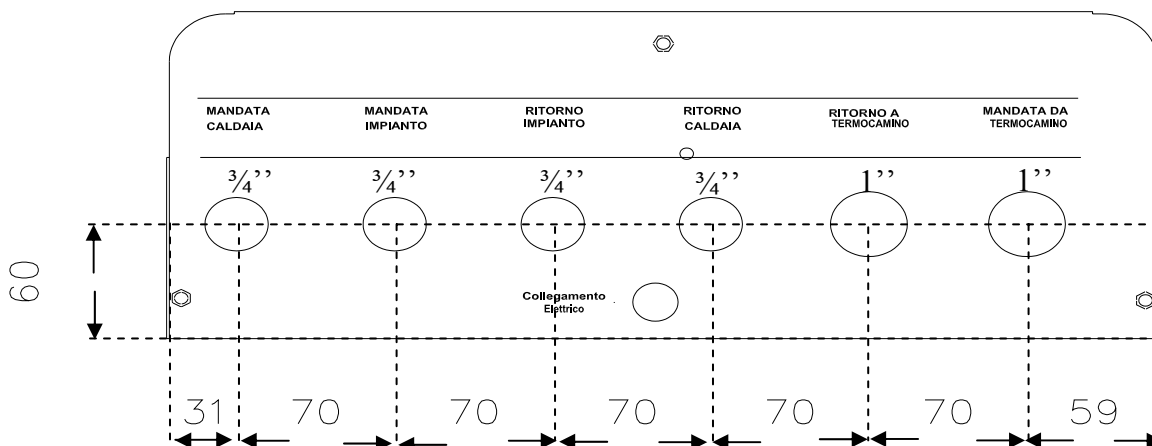 MANDATA CALDAIA
MANDATA IMPIANTO
RITORNO IMPIANTO
RITORNO CALDAIA
RITORNO A TERMOCAMINO
MANDATA DA TERMOCAMINO
¾’’ ¾’’ ¾’’ ¾’’ 1’’ 1’’
60
Collegamento
Elettrico
31 70 70 70 70 70 59